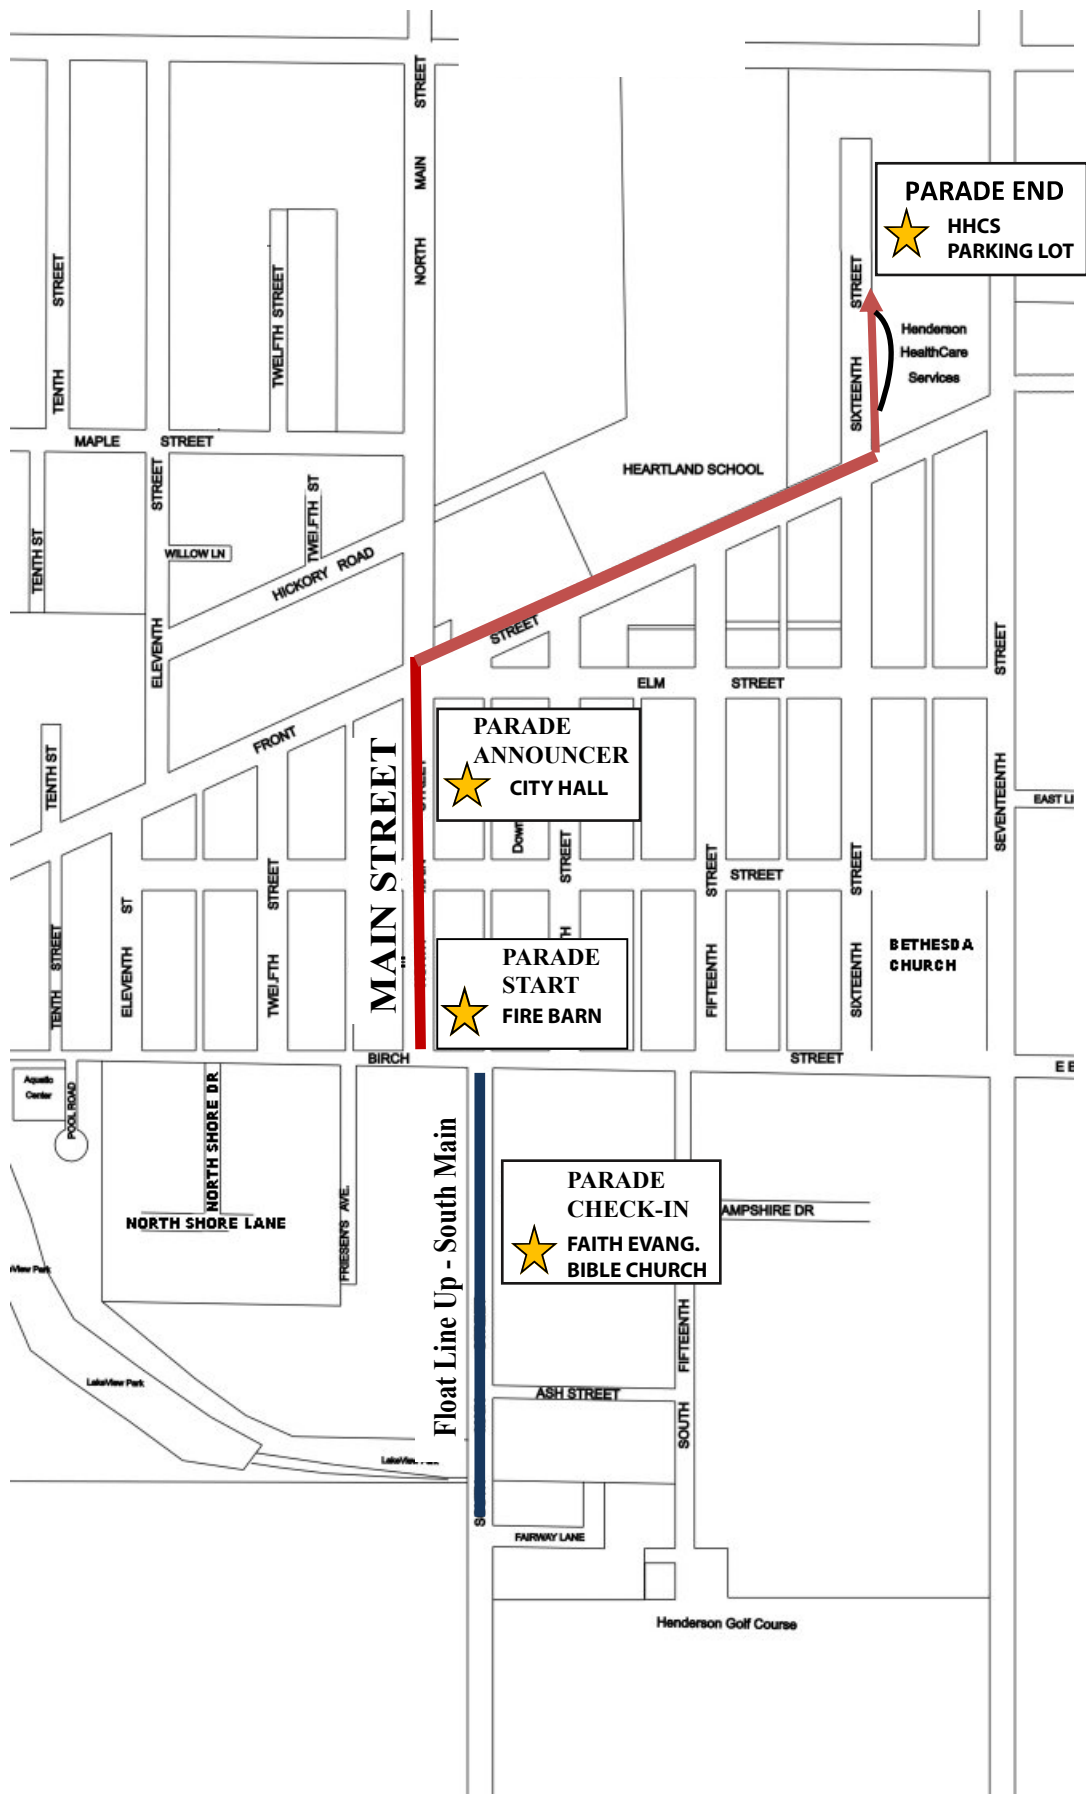 STREET
MAIN
NORTH
PARADE END
HHCS
PARKING LOT
STREET
TENTH
TWELFTH STREET
STREET
SIXTEENTH
Henderson
HealthCare
Services
MAPLE STREET
HEARTLAND SCHOOL
STREET
ELEVENTH
TENTH ST
TWELFTH ST
WILLOW LN
HICKORY ROAD
STREET
ELM STREET
STREET
SEVENTEENTH
FRONT
TENTH ST
PARADE
ANNOUNCER
CITY HALL
MAIN STREET
EAST LI
Down
STREET
STREET
FIFTEENTH
STREET
STREET
SIXTEENTH
BETHESDA
CHURCH
TENTH STREET
ELEVENTH ST
TWELFTH STREET
PARADE
START
FIRE BARN
BIRCH STREET
E B
Aquatic
Center
POOL ROAD
NORTH SHORE DR
NORTH SHORE LANE
FRIESEN'S AVE.
Float Line Up - South Main
PARADE
CHECK-IN
FAITH EVANG.
BIBLE CHURCH
AMPSHIRE DR
View Park
LakeView Park
ASH STREET
SOUTH FIFTEENTH
FAIRWAY LANE
Henderson Golf Course